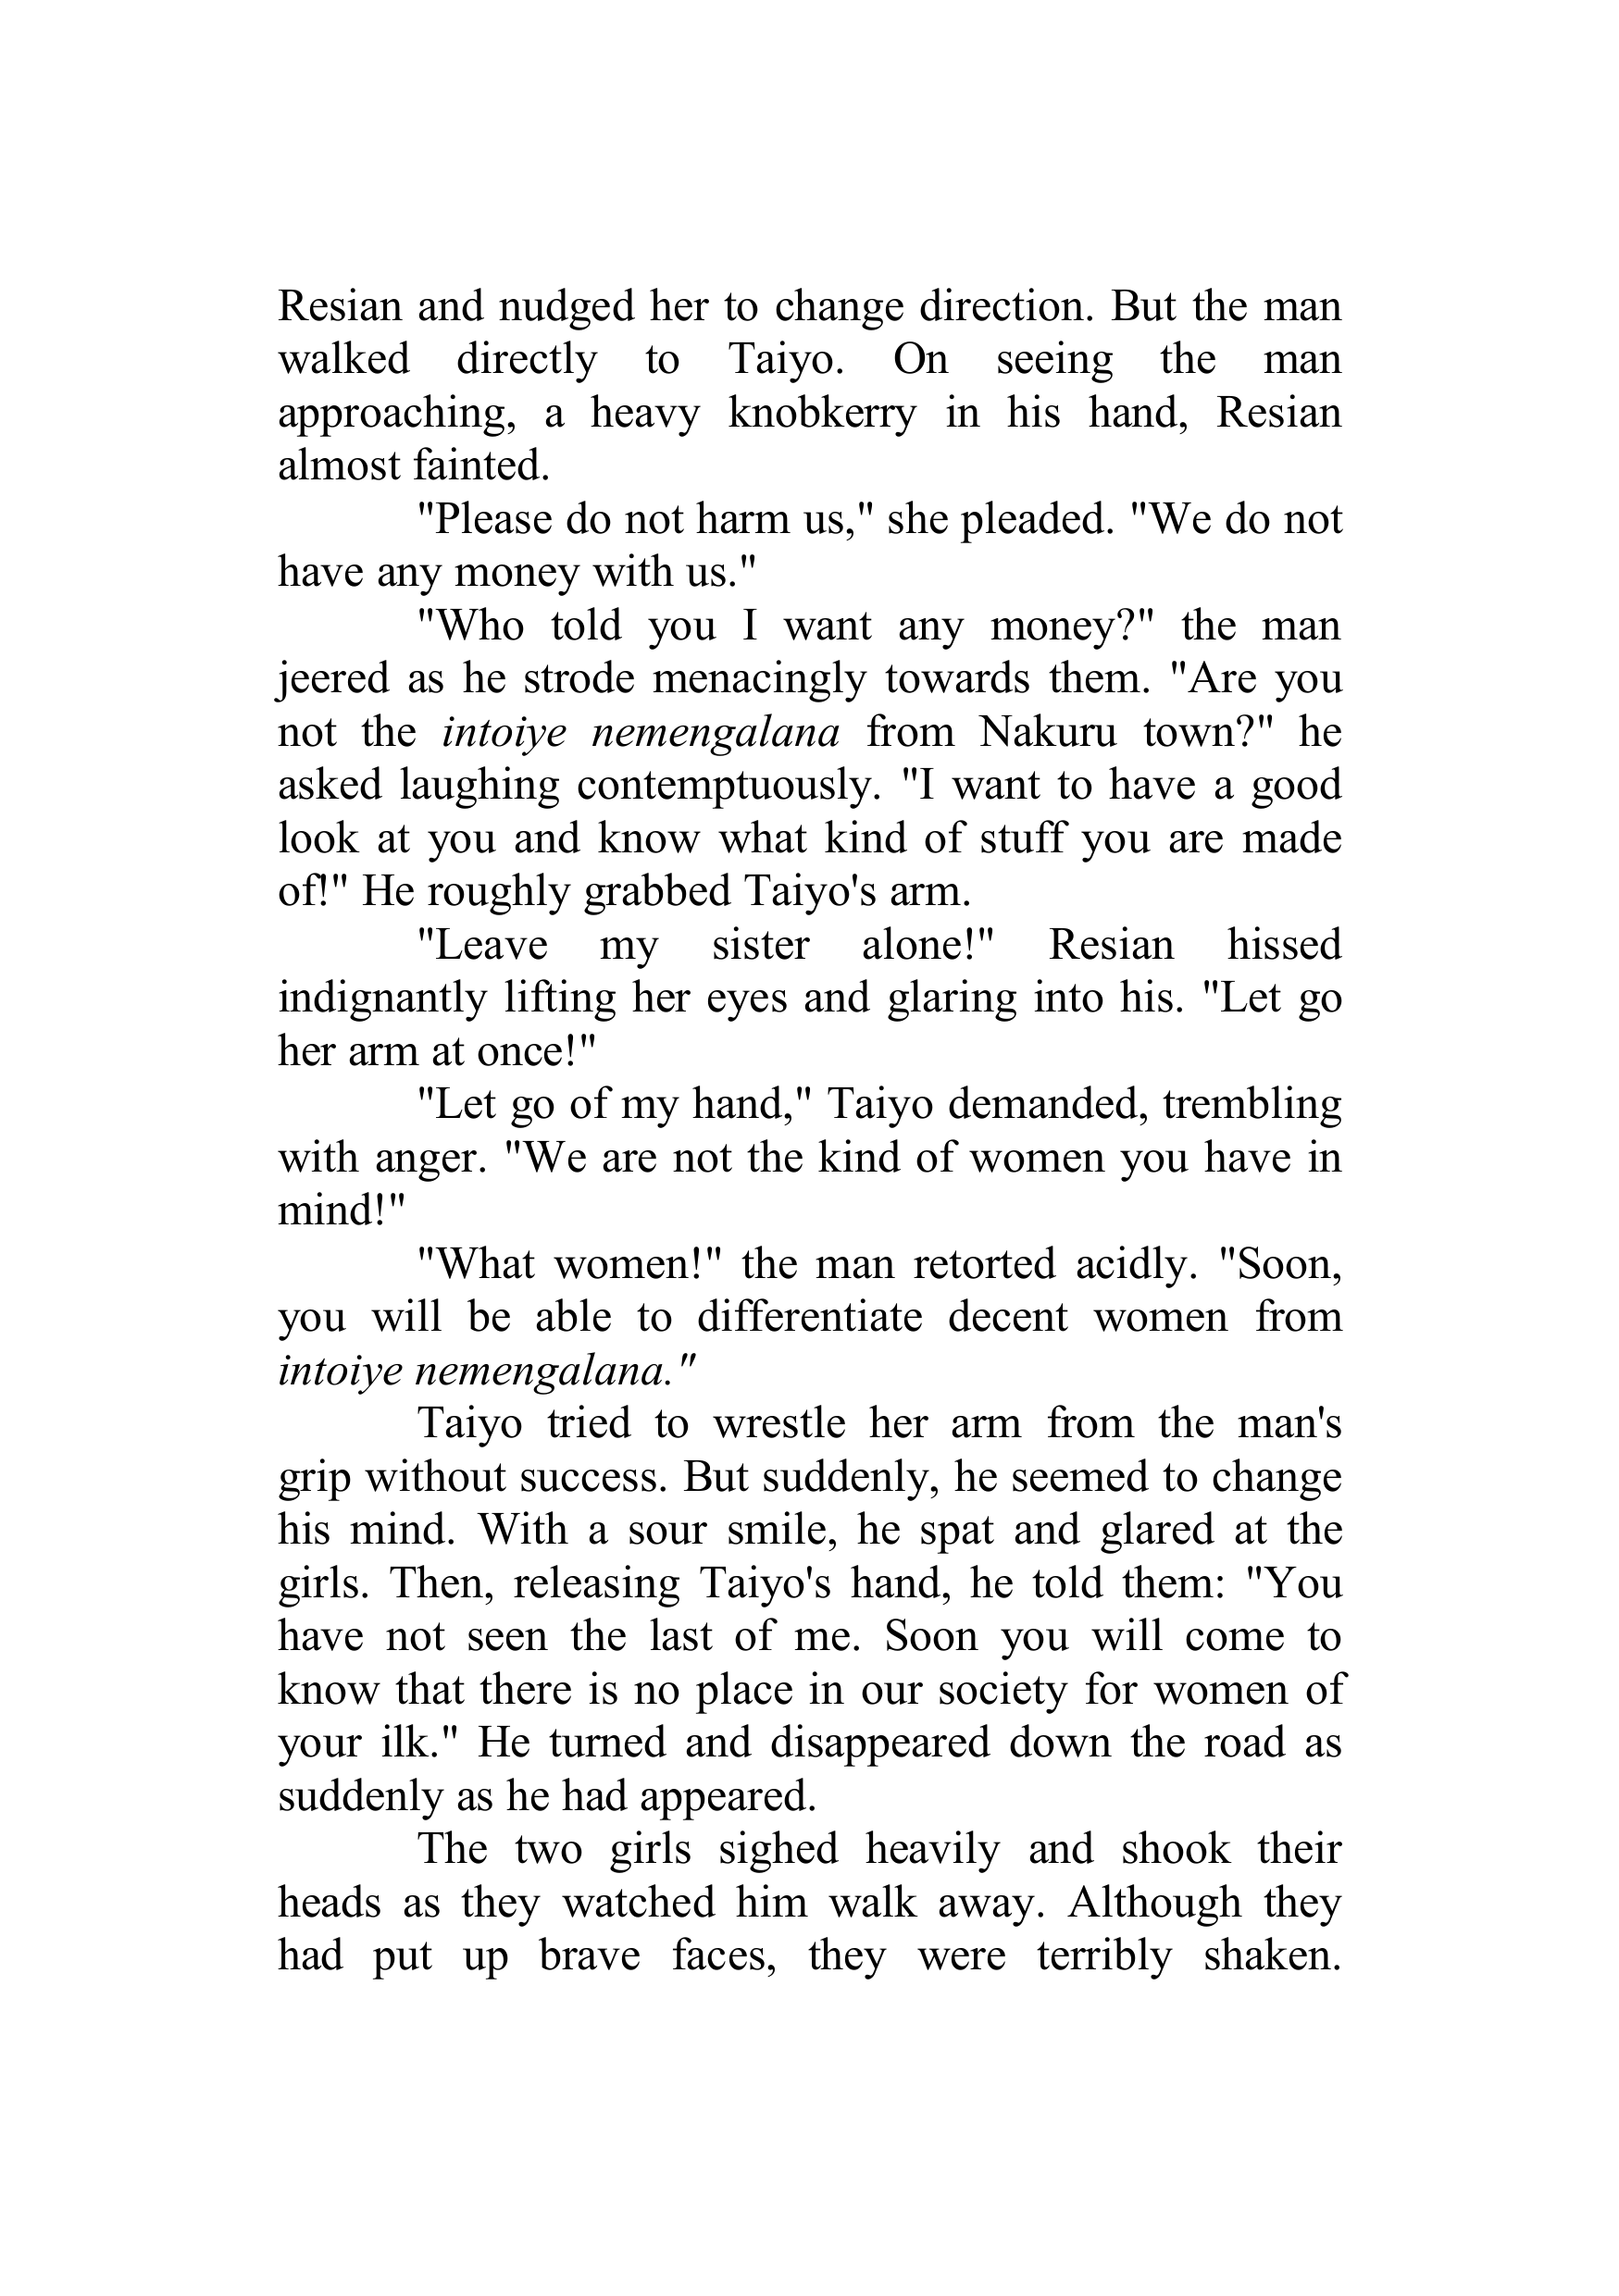 Resian and nudged her to change direction. But the man
walked directly to Taiyo. On seeing the man
approaching, a heavy knobkerry in his hand, Resian
almost fainted.
"Please do not harm us," she pleaded. "We do not
have any money with us."
"Who told you I want any money?" the man
jeered as he strode menacingly towards them. "Are you
not the intoiye nemengalana from Nakuru town?" he
asked laughing contemptuously. "I want to have a good
look at you and know what kind of stuff you are made
of!" He roughly grabbed Taiyo's arm.
"Leave my sister alone!" Resian hissed
indignantly lifting her eyes and glaring into his. "Let go
her arm at once!"
"Let go of my hand," Taiyo demanded, trembling
with anger. "We are not the kind of women you have in
mind!"
"What women!" the man retorted acidly. "Soon,
you will be able to differentiate decent women from
intoiye nemengalana."
Taiyo tried to wrestle her arm from the man's
grip without success. But suddenly, he seemed to change
his mind. With a sour smile, he spat and glared at the
girls. Then, releasing Taiyo's hand, he told them: "You
have not seen the last of me. Soon you will come to
know that there is no place in our society for women of
your ilk." He turned and disappeared down the road as
suddenly as he had appeared.
The two girls sighed heavily and shook their
heads as they watched him walk away. Although they
had put up brave faces, they were terribly shaken.